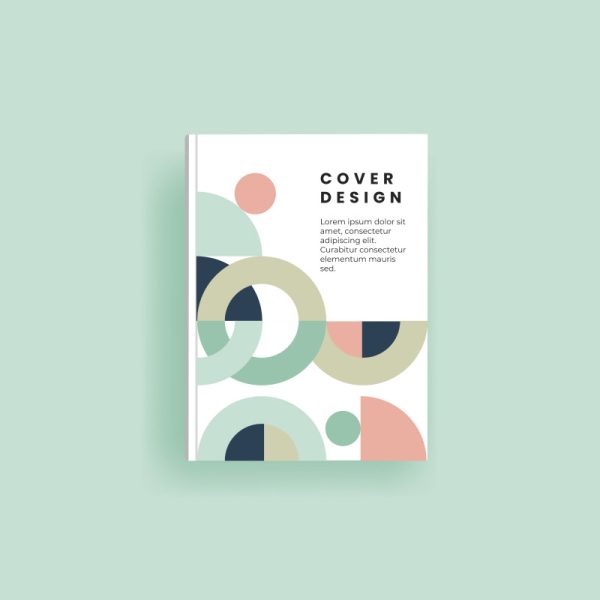 COVER
DESIGN
Lorem ipsum dolor sit
amet, consectetur
adipiscing elit.
Curabitur consectetur
elementum mauris
sed.